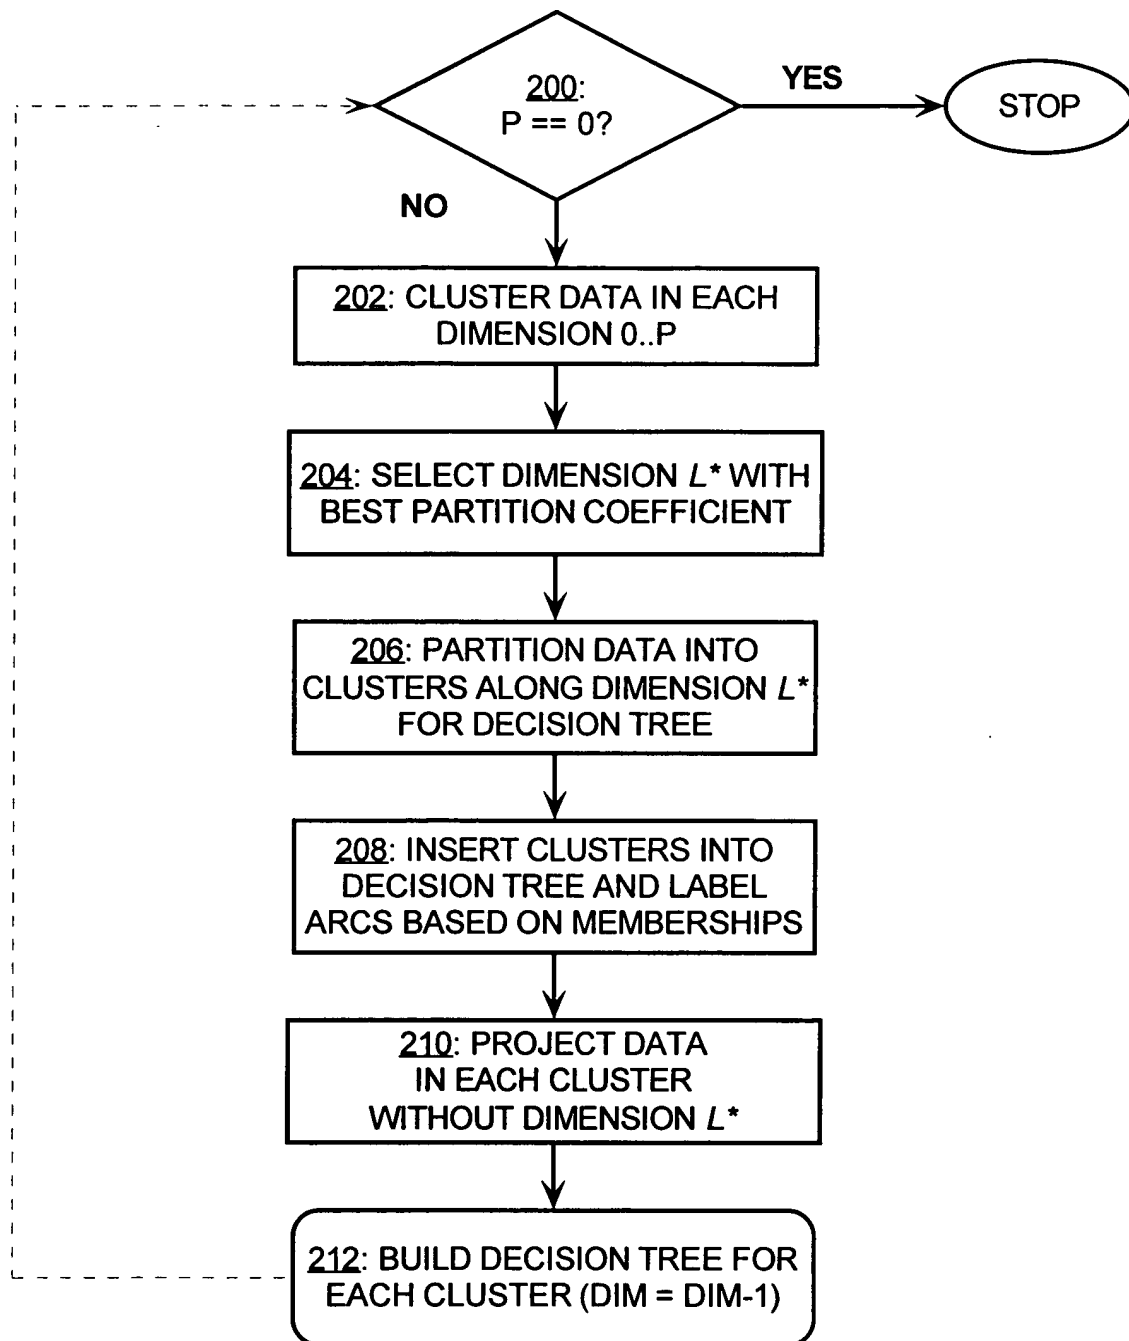 200:
P == 0?
YES
STOP
NO
202: CLUSTER DATA IN EACH
DIMENSION 0..P
204: SELECT DIMENSION L* WITH
BEST PARTITION COEFFICIENT
206: PARTITION DATA INTO
CLUSTERS ALONG DIMENSION L*
FOR DECISION TREE
208: INSERT CLUSTERS INTO
DECISION TREE AND LABEL
ARCS BASED ON MEMBERSHIPS
210: PROJECT DATA
IN EACH CLUSTER
WITHOUT DIMENSION L*
212: BUILD DECISION TREE FOR
EACH CLUSTER (DIM = DIM-1)